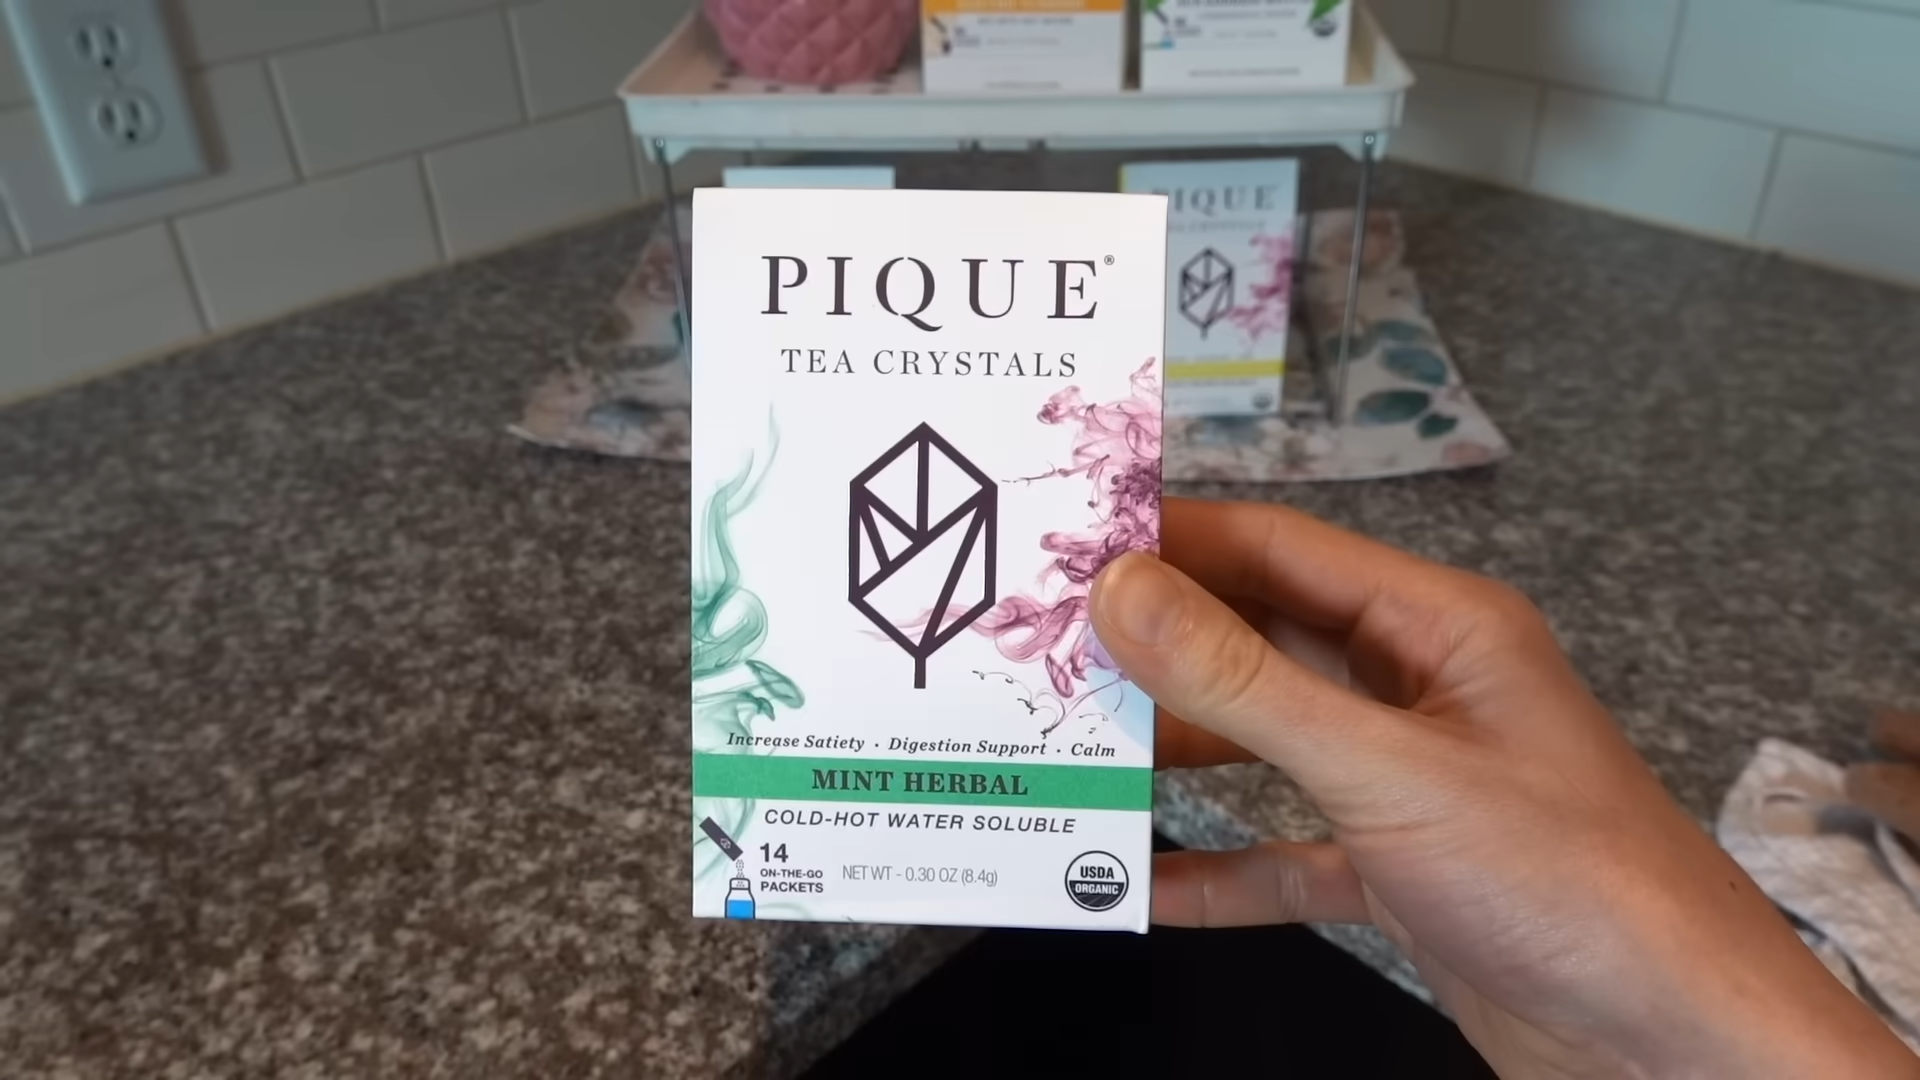 PIQUE®
TEA CRYSTALS
Increase Satiety · Digestion Support · Calm
MINT HERBAL
COLD-HOT WATER SOLUBLE
14
ON-THE-GO
PACKETS
NET WT - 0.30 OZ (8.4g)
USDA
ORGANIC
PIQUE
TEA CRYSTALS